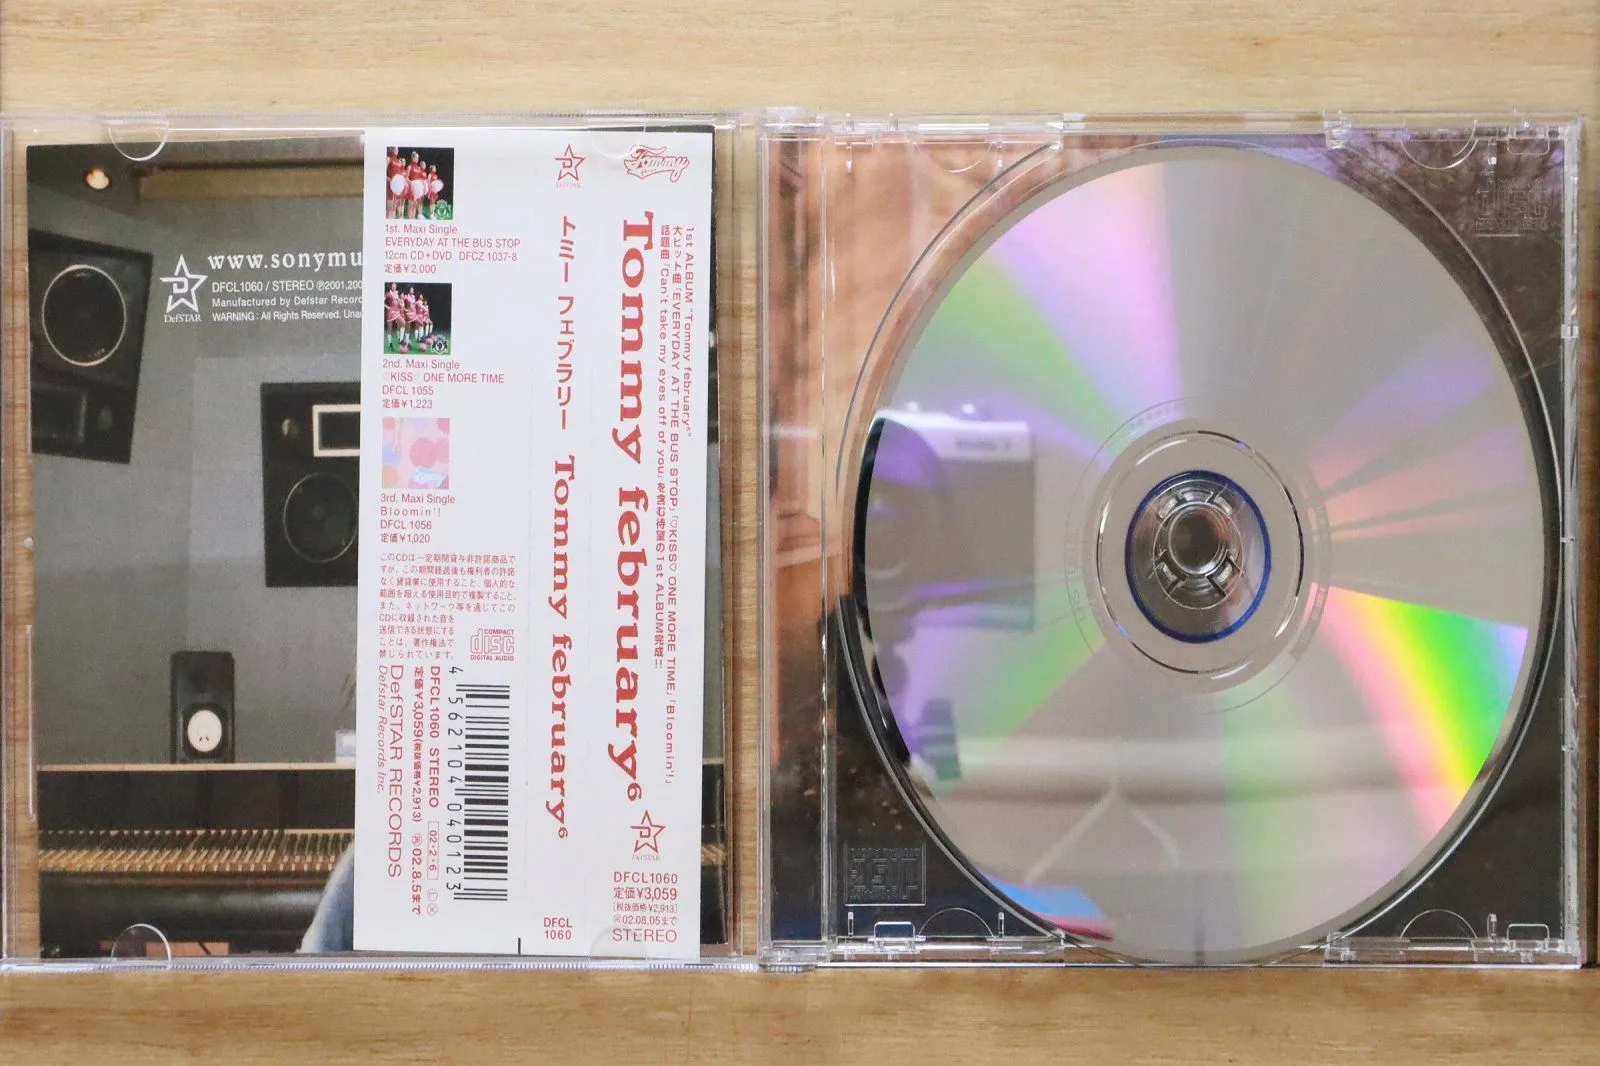 www.sonymu
DFCL1060 / STEREO ℗2001,200
Manufactured by Defstar Record
WARNING: All Rights Reserved. Unau
DefSTAR
1st. Maxi Single
EVERYDAY AT THE BUS STOP
12cm CD+DVD DFCZ 1037-8
定価¥2,000
2nd. Maxi Single
♡KISS♡ ONE MORE TIME
DFCL 1055
定価¥1,223
3rd. Maxi Single
Bloomin'!
DFCL 1056
定価¥1,020
このCDは一定期間貸与非許諾商品で
すが、この期間経過後も権利者の許諾
なく賃貸業に使用すること、個人的な
範囲を超える使用目的で複製すること、
また、ネットワーク等を通じてこの
CDに収録された音を
送信できる状態にする
ことは、著作権法で
禁じられています。
COMPACT
disc
DIGITAL AUDIO
4 562104 040123
DFCL1060 STEREO 02・2・6
定価¥3,059(税抜価格¥2,913) 再02.8.5まで
DefSTAR RECORDS
Defstar Records Inc.
DefSTAR
トミー フェブラリー Tommy february6
DFCL
1060
Tommy
1st ALBUM "Tommy february6"
大ヒット曲「EVERYDAY AT THE BUS STOP」「♡KISS♡ ONE MORE TIME」「Bloomin'!」
話題曲「Can't take my eyes off of you」を含む待望の1st ALBUM完成!!
Tommy february6
DefSTAR
DFCL1060
定価¥3,059
(税抜価格¥2,913)
再02.08.05まで
STEREO
disc